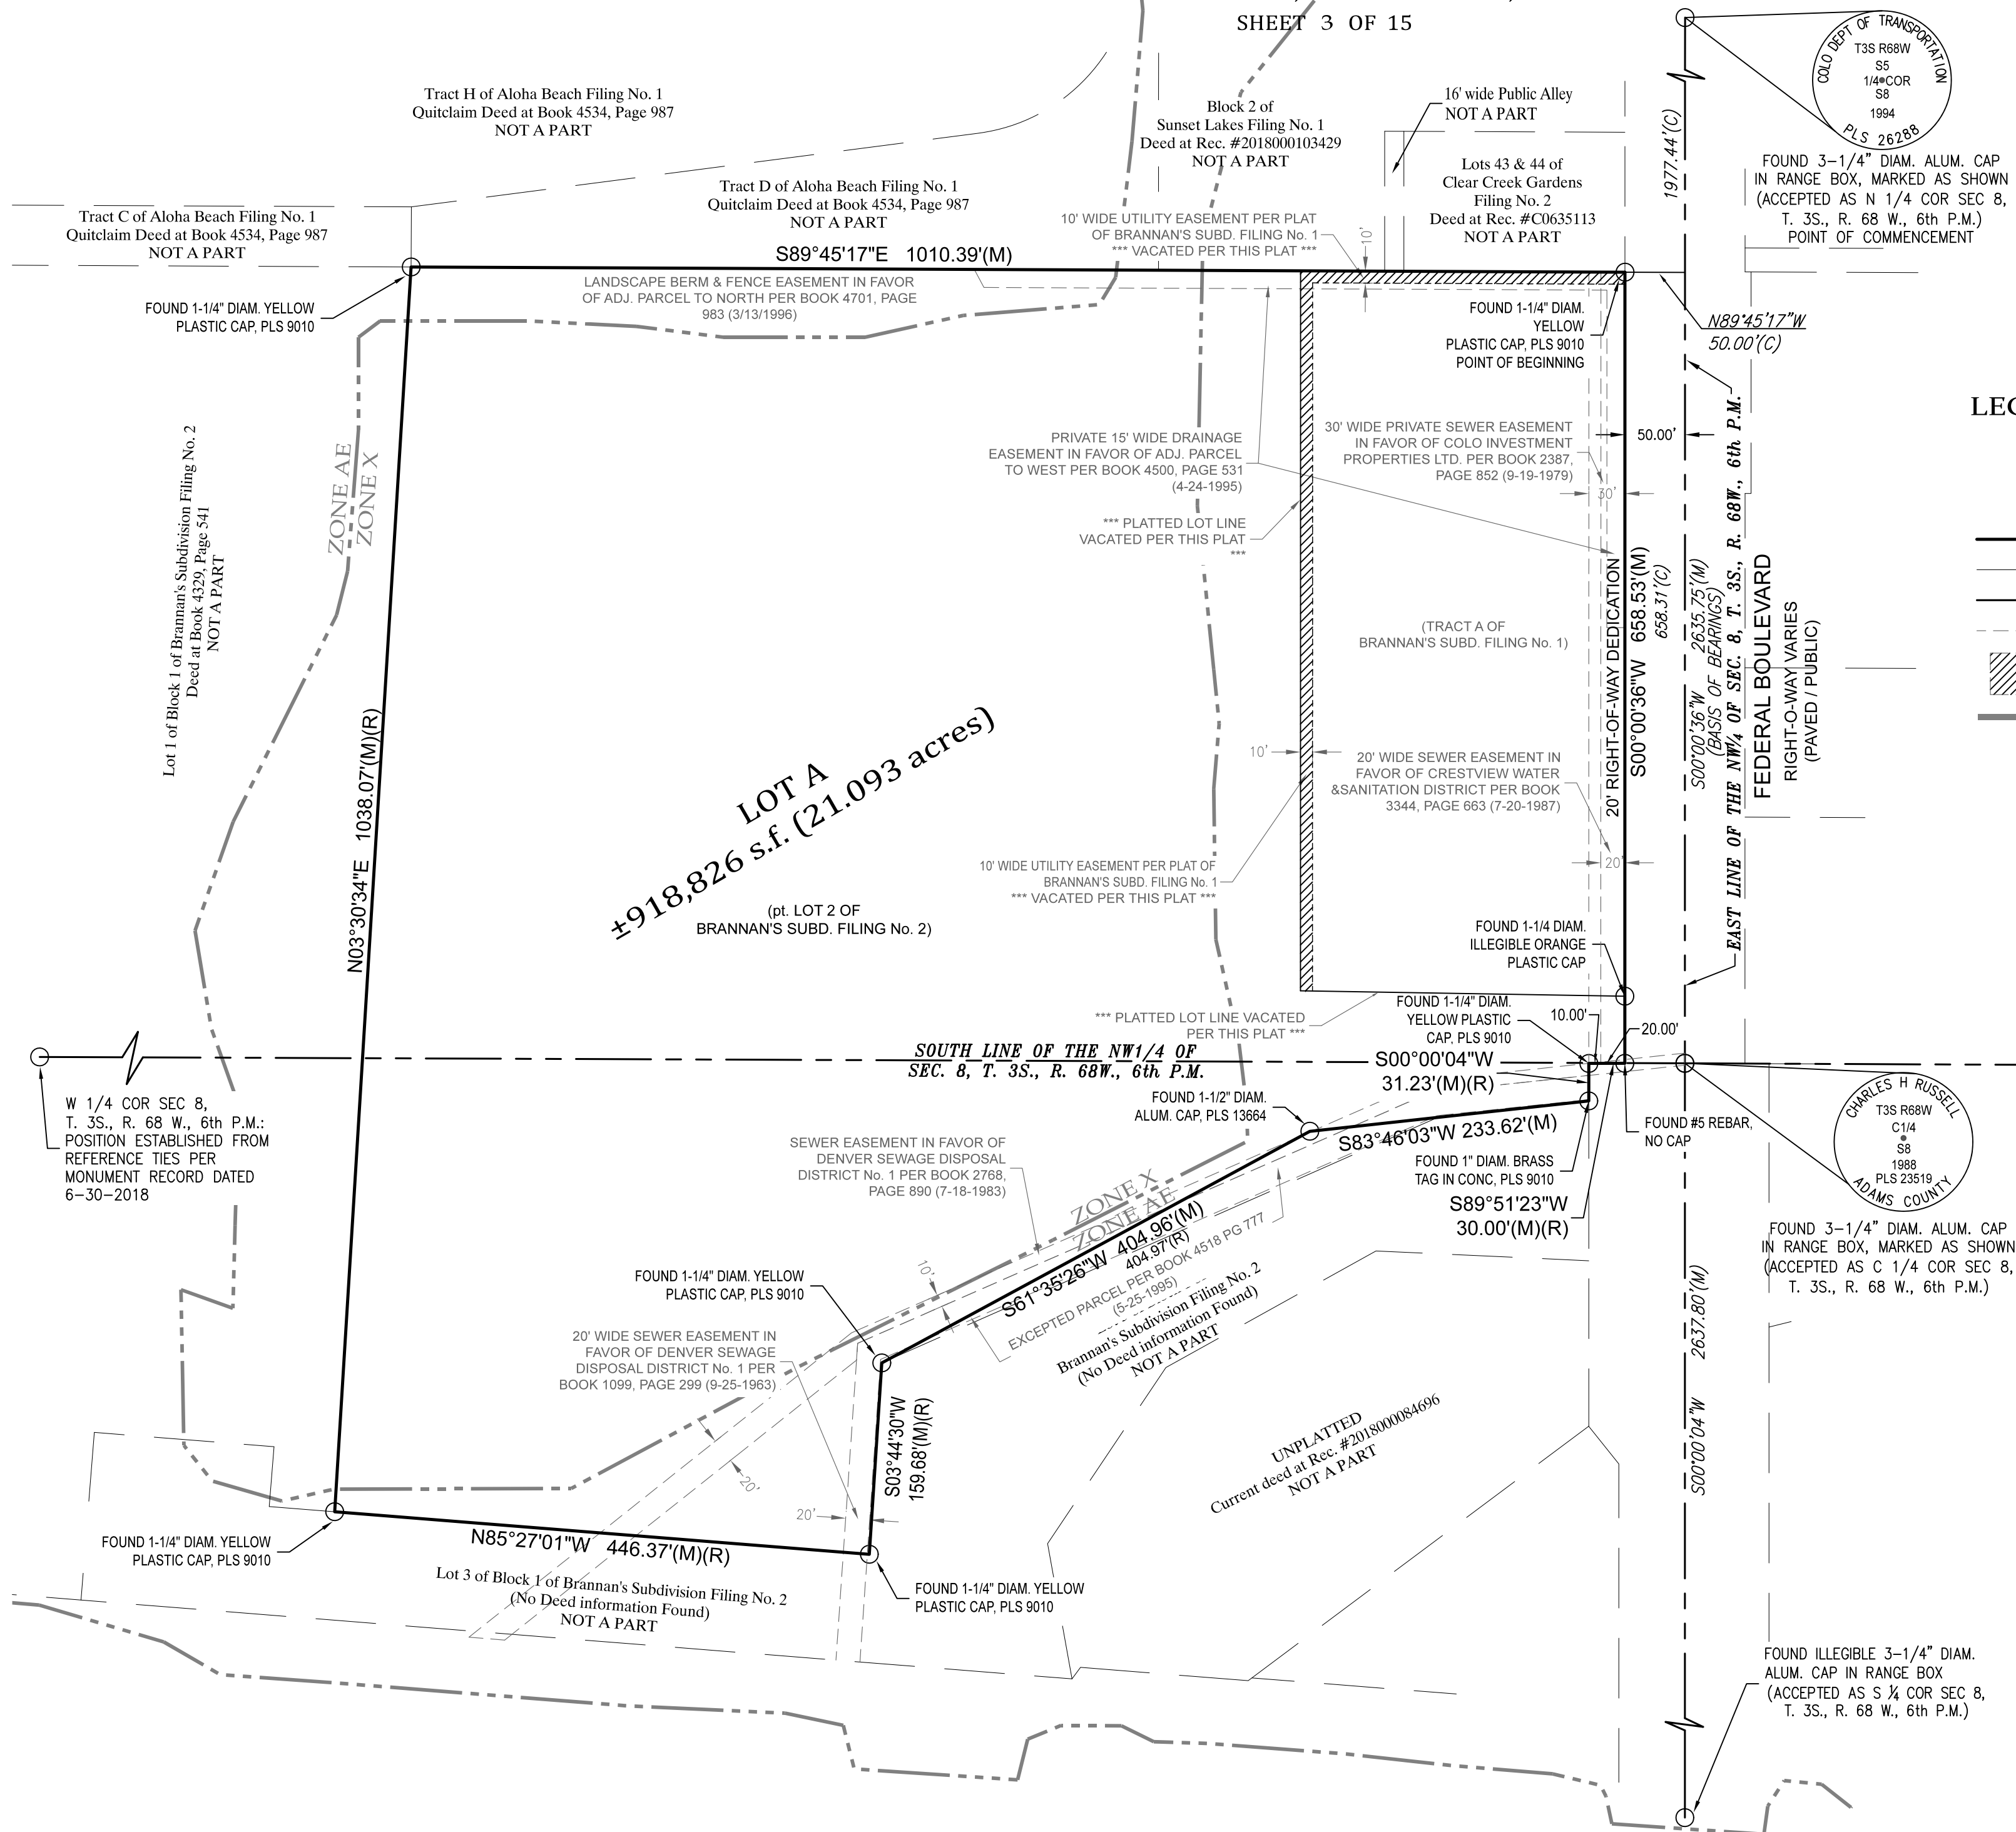 SHEET 3 OF 15
Tract H of Aloha Beach Filing No. 1
Quitclaim Deed at Book 4534, Page 987
NOT A PART
Block 2 of
Sunset Lakes Filing No. 1
Deed at Rec. #2018000103429
NOT A PART
16' wide Public Alley
NOT A PART
Lots 43 & 44 of
Clear Creek Gardens
Filing No. 2
Deed at Rec. #C0635113
NOT A PART
1977.44'(C)
COLO DEPT OF TRANSPORTATION
T3S R68W
S5
1/4 COR
S8
1994
PLS 26288
FOUND 3-1/4" DIAM. ALUM. CAP
IN RANGE BOX, MARKED AS SHOWN
(ACCEPTED AS N 1/4 COR SEC 8,
T. 3S., R. 68 W., 6th P.M.)
POINT OF COMMENCEMENT
Tract C of Aloha Beach Filing No. 1
Quitclaim Deed at Book 4534, Page 987
NOT A PART
Tract D of Aloha Beach Filing No. 1
Quitclaim Deed at Book 4534, Page 987
NOT A PART
10' WIDE UTILITY EASEMENT PER PLAT
OF BRANNAN'S SUBD. FILING No. 1
*** VACATED PER THIS PLAT ***
10'
S89°45'17"E 1010.39'(M)
LANDSCAPE BERM & FENCE EASEMENT IN FAVOR
OF ADJ. PARCEL TO NORTH PER BOOK 4701, PAGE
983 (3/13/1996)
FOUND 1-1/4" DIAM. YELLOW
PLASTIC CAP, PLS 9010
FOUND 1-1/4" DIAM.
YELLOW
PLASTIC CAP, PLS 9010
POINT OF BEGINNING
N89°45'17"W
50.00'(C)
LEG
Lot 1 of Block 1 of Brannan's Subdivision Filing No. 2
Deed at Book 4329, Page 541
NOT A PART
ZONE AE
ZONE X
PRIVATE 15' WIDE DRAINAGE
EASEMENT IN FAVOR OF ADJ. PARCEL
TO WEST PER BOOK 4500, PAGE 531
(4-24-1995)
30' WIDE PRIVATE SEWER EASEMENT
IN FAVOR OF COLO INVESTMENT
PROPERTIES LTD. PER BOOK 2387,
PAGE 852 (9-19-1979)
50.00'
30'
*** PLATTED LOT LINE
VACATED PER THIS PLAT
***
20' RIGHT-OF-WAY DEDICATION
S00°00'36"W 658.53'(M)
658.31'(C)
S00°00'36"W 2635.75'(M)
(BASIS OF BEARINGS)
EAST LINE OF THE NW1/4 OF SEC. 8, T. 3S., R. 68W., 6th P.M.
FEDERAL BOULEVARD
RIGHT-O-WAY VARIES
(PAVED / PUBLIC)
(TRACT A OF
BRANNAN'S SUBD. FILING No. 1)
N03°30'34"E 1038.07'(M)(R)
LOT A
±918,826 s.f. (21.093 acres)
(pt. LOT 2 OF
BRANNAN'S SUBD. FILING No. 2)
10'
20' WIDE SEWER EASEMENT IN
FAVOR OF CRESTVIEW WATER
&SANITATION DISTRICT PER BOOK
3344, PAGE 663 (7-20-1987)
20'
10' WIDE UTILITY EASEMENT PER PLAT OF
BRANNAN'S SUBD. FILING No. 1
*** VACATED PER THIS PLAT ***
FOUND 1-1/4 DIAM.
ILLEGIBLE ORANGE
PLASTIC CAP
*** PLATTED LOT LINE VACATED
PER THIS PLAT ***
FOUND 1-1/4" DIAM.
YELLOW PLASTIC
CAP, PLS 9010
10.00'
20.00'
SOUTH LINE OF THE NW1/4 OF
SEC. 8, T. 3S., R. 68W., 6th P.M.
S00°00'04"W
31.23'(M)(R)
W 1/4 COR SEC 8,
T. 3S., R. 68 W., 6th P.M.:
POSITION ESTABLISHED FROM
REFERENCE TIES PER
MONUMENT RECORD DATED
6-30-2018
FOUND 1-1/2" DIAM.
ALUM. CAP, PLS 13664
S83°46'03"W 233.62'(M)
FOUND #5 REBAR,
NO CAP
CHARLES H RUSSELL
T3S R68W
C1/4
S8
1988
PLS 23519
ADAMS COUNTY
FOUND 3-1/4" DIAM. ALUM. CAP
IN RANGE BOX, MARKED AS SHOWN
(ACCEPTED AS C 1/4 COR SEC 8,
T. 3S., R. 68 W., 6th P.M.)
SEWER EASEMENT IN FAVOR OF
DENVER SEWAGE DISPOSAL
DISTRICT No. 1 PER BOOK 2768,
PAGE 890 (7-18-1983)
FOUND 1" DIAM. BRASS
TAG IN CONC, PLS 9010
S89°51'23"W
30.00'(M)(R)
ZONE X
ZONE AE
10'
S61°35'26"W 404.96'(M)
404.97'(R)
EXCEPTED PARCEL PER BOOK 4518 PG 777
(5-25-1995)
Brannan's Subdivision Filing No. 2
(No Deed information Found)
NOT A PART
FOUND 1-1/4" DIAM. YELLOW
PLASTIC CAP, PLS 9010
20' WIDE SEWER EASEMENT IN
FAVOR OF DENVER SEWAGE
DISPOSAL DISTRICT No. 1 PER
BOOK 1099, PAGE 299 (9-25-1963)
S03°44'30"W
159.68'(M)(R)
20'
20'
UNPLATTED
Current deed at Rec. #2018000084696
NOT A PART
S00°00'04"W 2637.80'(M)
FOUND 1-1/4" DIAM. YELLOW
PLASTIC CAP, PLS 9010
N85°27'01"W 446.37'(M)(R)
Lot 3 of Block 1 of Brannan's Subdivision Filing No. 2
(No Deed information Found)
NOT A PART
FOUND 1-1/4" DIAM. YELLOW
PLASTIC CAP, PLS 9010
FOUND ILLEGIBLE 3-1/4" DIAM.
ALUM. CAP IN RANGE BOX
(ACCEPTED AS S ¼ COR SEC 8,
T. 3S., R. 68 W., 6th P.M.)